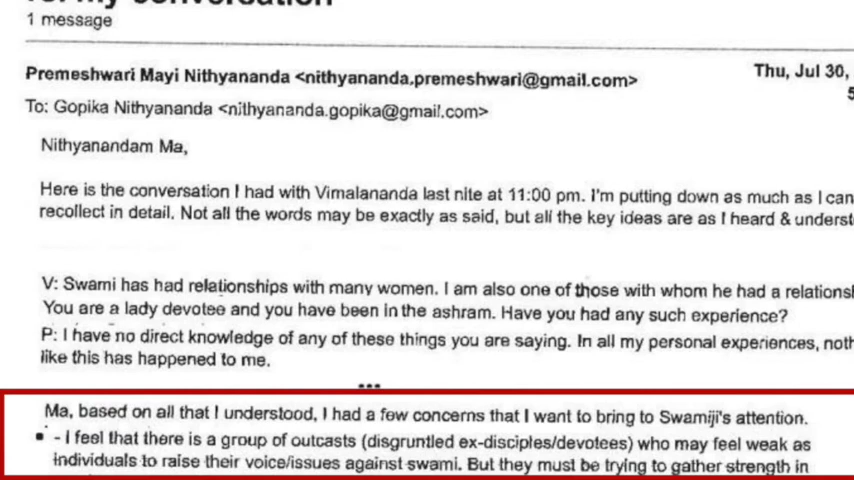 1 message
Premeshwari Mayi Nithyananda <nithyananda.premeshwari@gmail.com>
Thu, Jul 30,
5
To: Gopika Nithyananda <nithyananda.gopika@gmail.com>
Nithyanandam Ma,
Here is the conversation I had with Vimalananda last nite at 11:00 pm. I'm putting down as much as I can
recollect in detail. Not all the words may be exactly as said, but all the key ideas are as I heard & underst
V: Swami has had relationships with many women. I am also one of those with whom he had a relations
You are a lady devotee and you have been in the ashram. Have you had any such experience?
P: I have no direct knowledge of any of these things you are saying. In all my personal experiences, noth
like this has happened to me.
...
Ma, based on all that I understood, I had a few concerns that I want to bring to Swamiji's attention.
▪ - I feel that there is a group of outcasts (disgruntled ex-disciples/devotees) who may feel weak as
individuals to raise their voice/issues against swami. But they must be trying to gather strength in